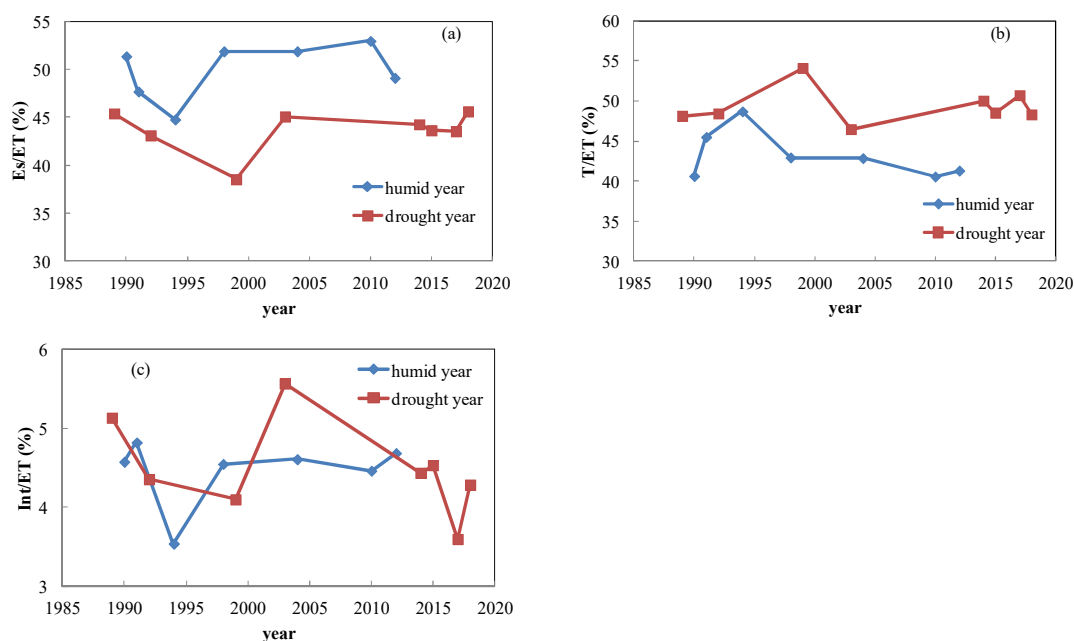 (a)
Es/ET (%)
55
50
45
40
35
30
humid year
drought year
1985 1990 1995 2000 2005 2010 2015 2020
year
(b)
T/ET (%)
60
55
50
45
40
35
30
humid year
drought year
1985 1990 1995 2000 2005 2010 2015 2020
year
(c)
Int/ET (%)
6
5
4
3
humid year
drought year
1985 1990 1995 2000 2005 2010 2015 2020
year